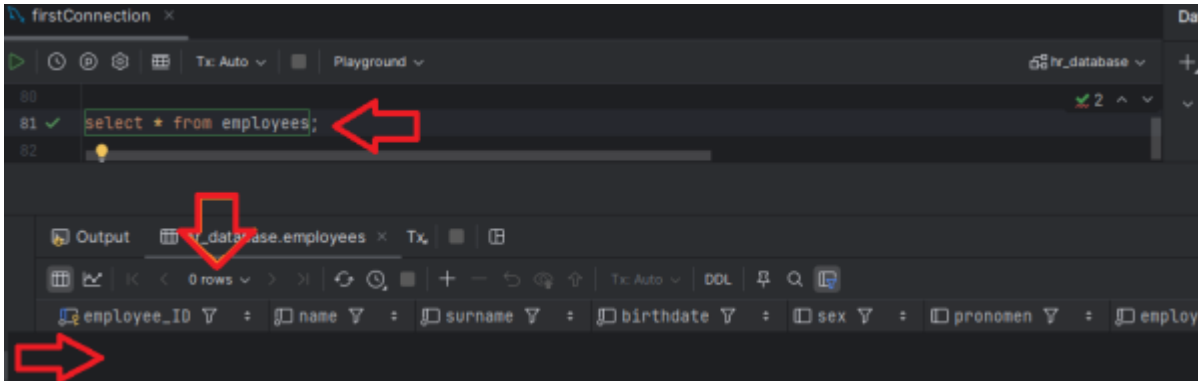 firstConnection
Da
Tx: Auto
Playground
hr_database
80
2
81 select * from employees;
82
Output
hr_database.employees
Tx
0 rows
Tx: Auto
DDL
employee_ID
name
surname
birthdate
sex
pronomen
employ